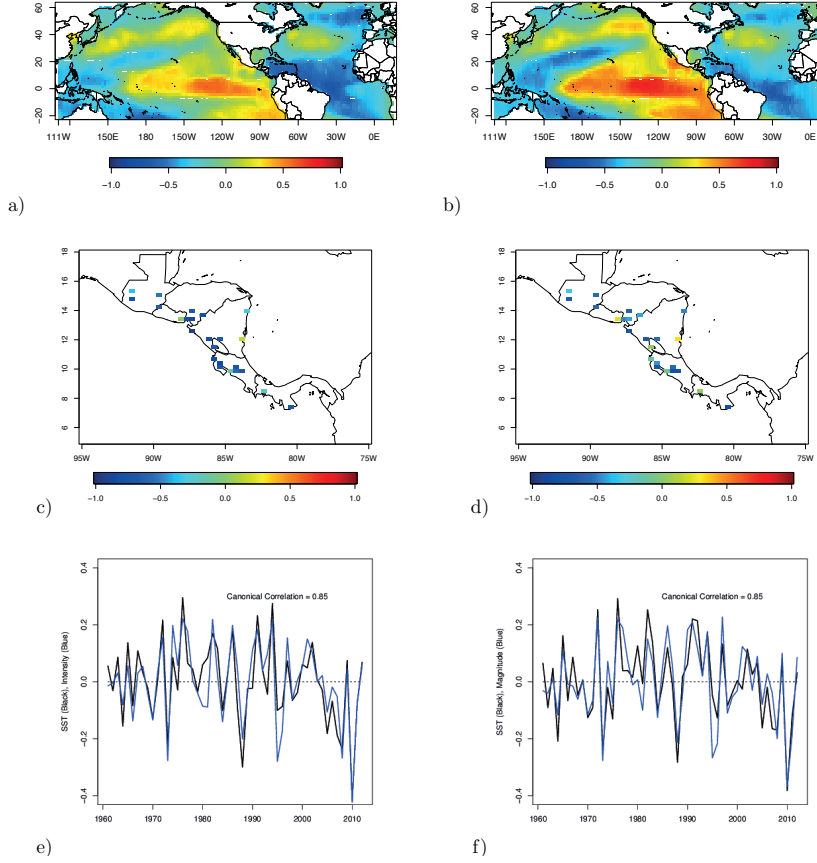 60
40
20
0
−20
111W 150E 180 150W 120W 90W 60W 30W 0E
−1.0 −0.5 0.0 0.5 1.0
a)
60
40
20
0
−20
111W 150E 180 150W 120W 90W 60W 30W 0E
−1.0 −0.5 0.0 0.5 1.0
b)
18
16
14
12
10
8
6
95W 90W 85W 80W 75W
−1.0 −0.5 0.0 0.5 1.0
c)
18
16
14
12
10
8
6
95W 90W 85W 80W 75W
−1.0 −0.5 0.0 0.5 1.0
d)
SST (Black), Intensity (Blue)
0.4
0.2
0.0
−0.2
−0.4
Canonical Correlation = 0.85
1960 1970 1980 1990 2000 2010
e)
SST (Black), Magnitude (Blue)
0.4
0.2
0.0
−0.2
−0.4
Canonical Correlation = 0.85
1960 1970 1980 1990 2000 2010
f)